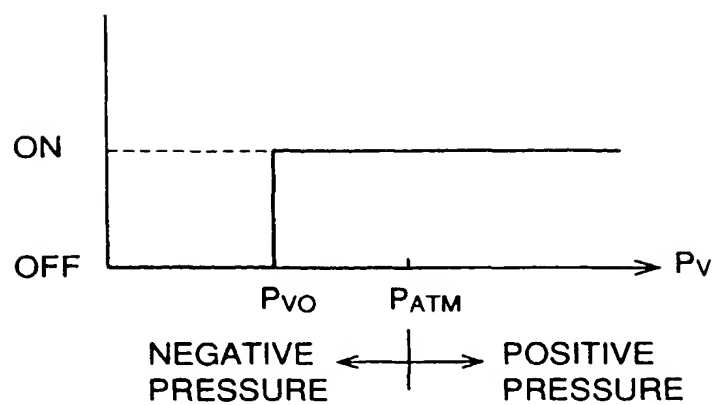 ON
OFF
PV
PVO PATM
NEGATIVE PRESSURE
POSITIVE PRESSURE